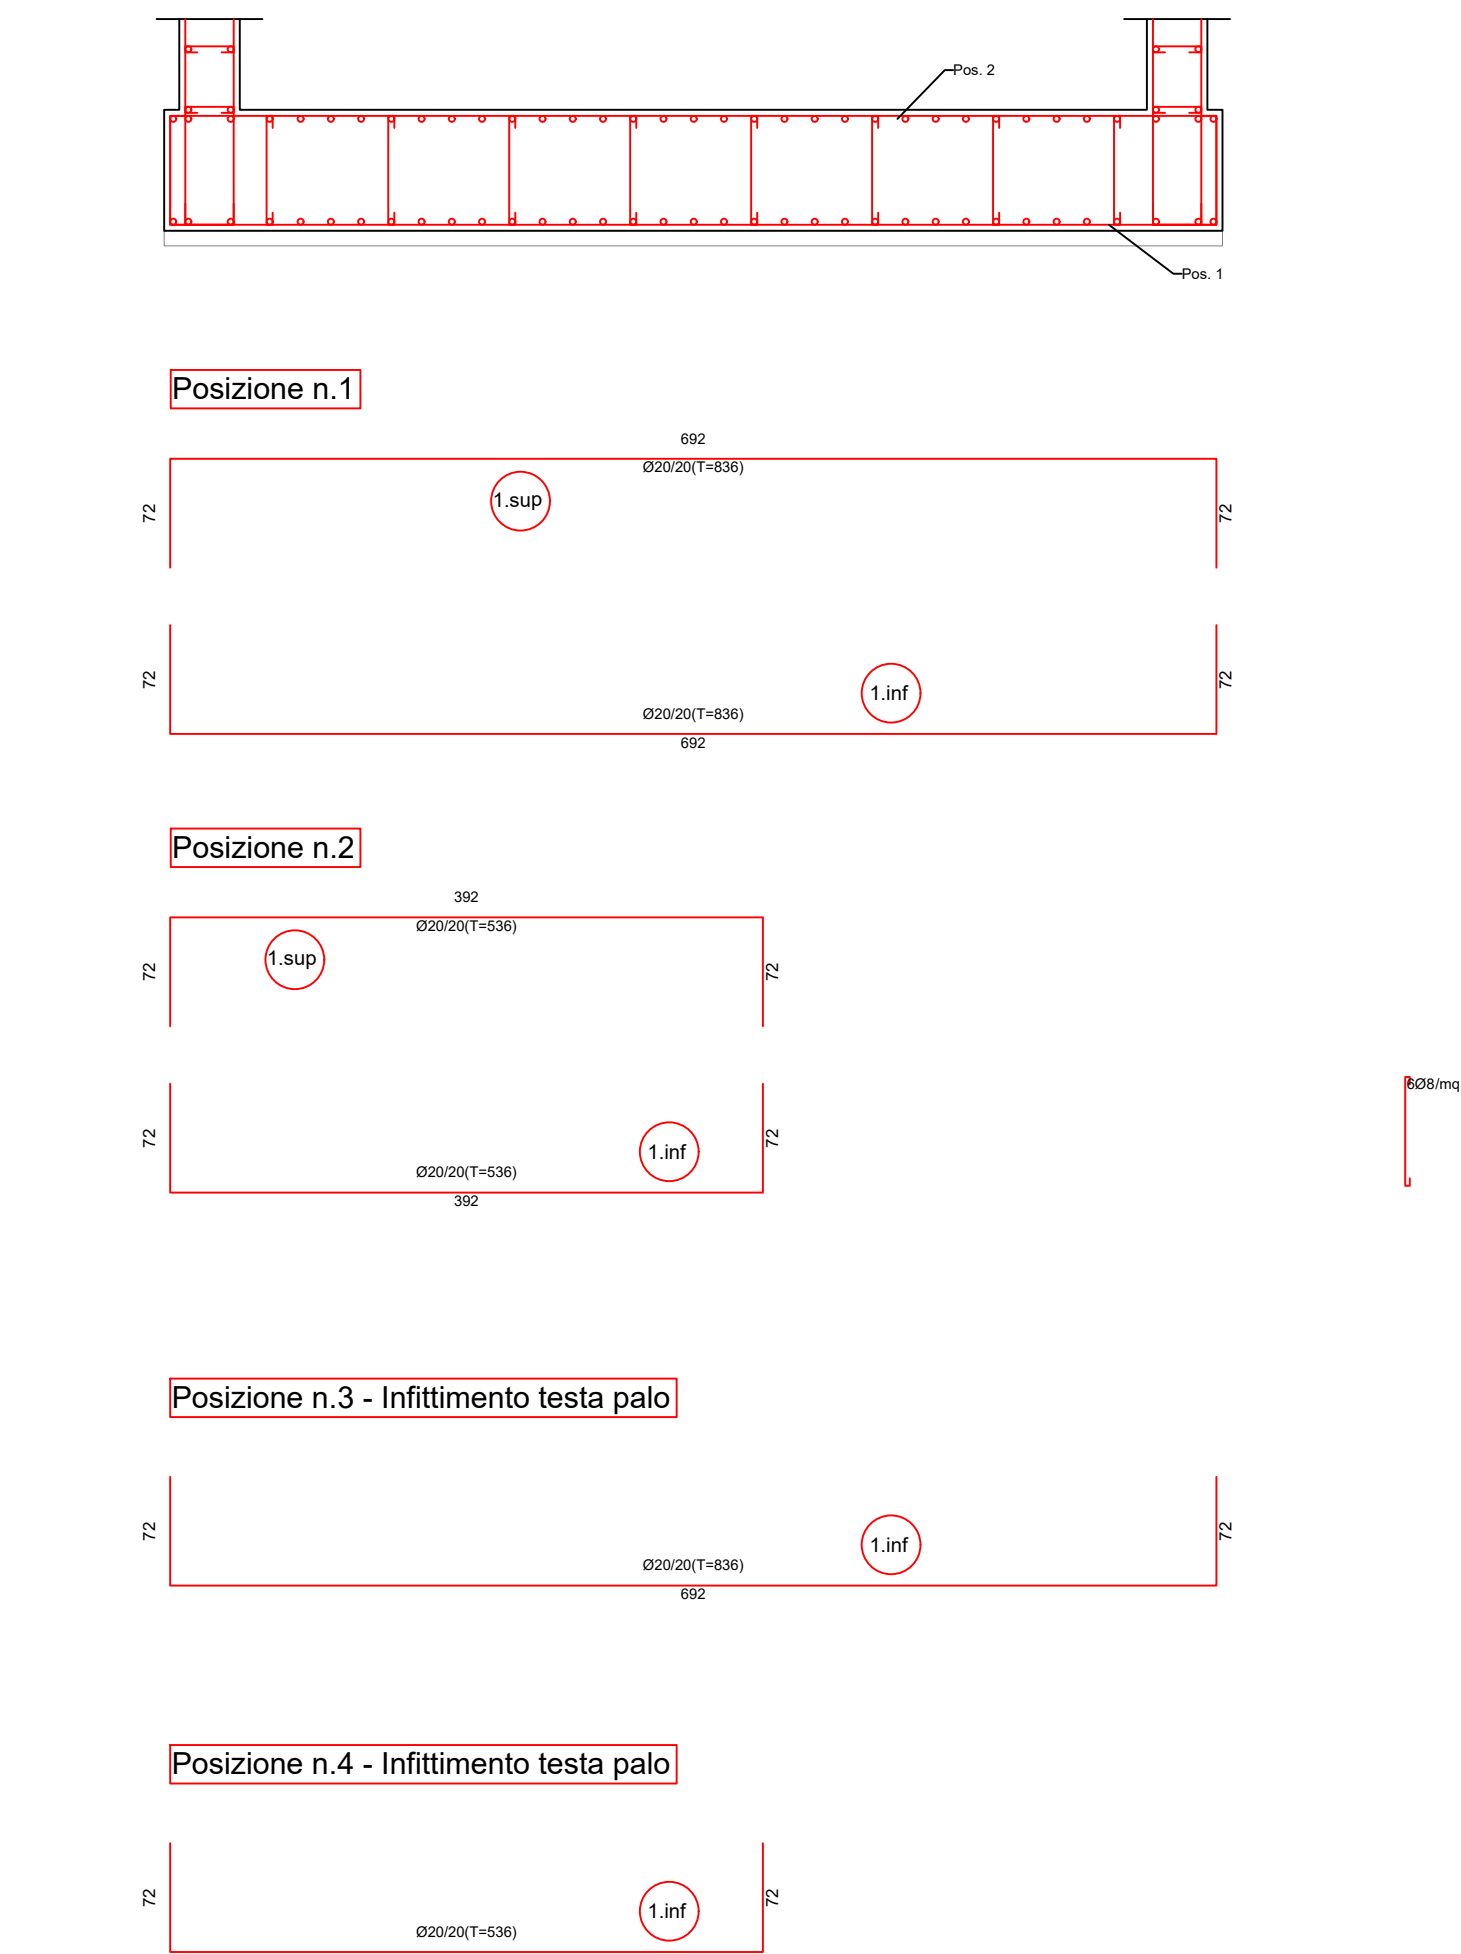 Pos. 2
Pos. 1
Posizione n.1
692
Ø20/20(T=836)
1.sup
72
72
72
72
1.inf
Ø20/20(T=836)
692
Posizione n.2
392
Ø20/20(T=536)
1.sup
72
72
6Ø8/mq
72
72
1.inf
Ø20/20(T=536)
392
Posizione n.3 - Infittimento testa palo
72
72
1.inf
Ø20/20(T=836)
692
Posizione n.4 - Infittimento testa palo
72
72
1.inf
Ø20/20(T=536)